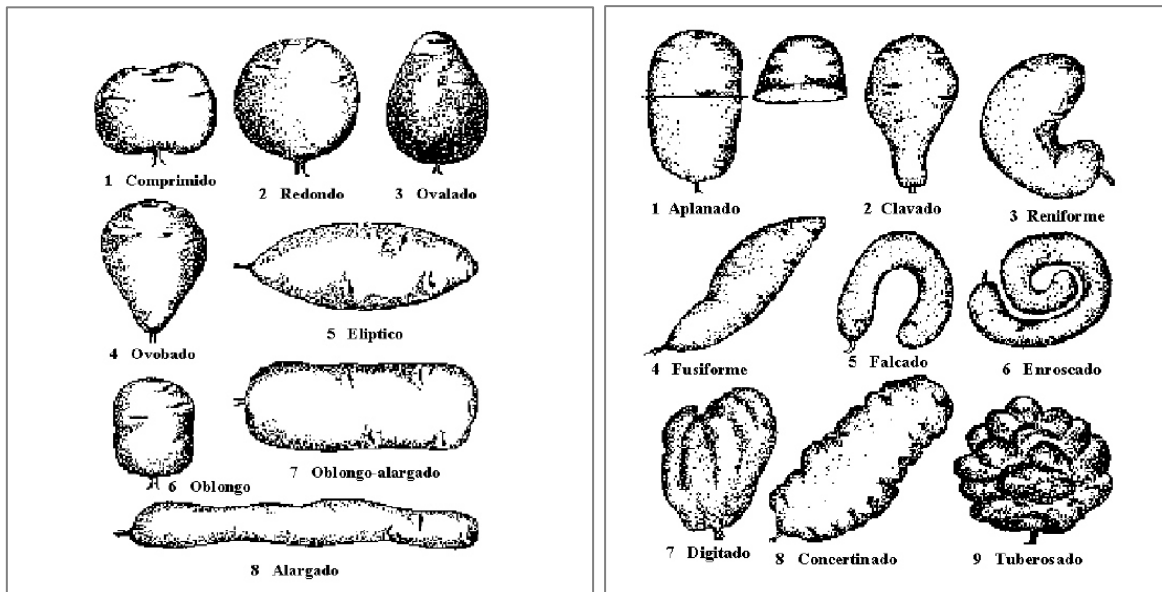 1 Comprimido
2 Redondo
3 Ovalado
4 Ovobado
5 Eliptico
6 Oblongo
7 Oblongo-alargado
8 Alargado
1 Aplanado
2 Clavado
3 Reniforme
4 Fusiforme
5 Falcado
6 Enroscado
7 Digitado
8 Concertinado
9 Tuberosado